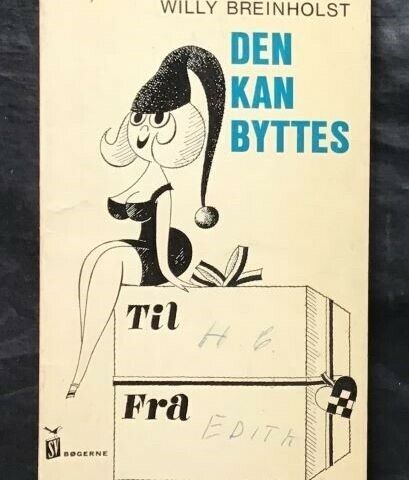 WILLY BREINHOLST
DEN
KAN
BYTTES
Til H. B.
Fra EDITH
SV BØGERNE